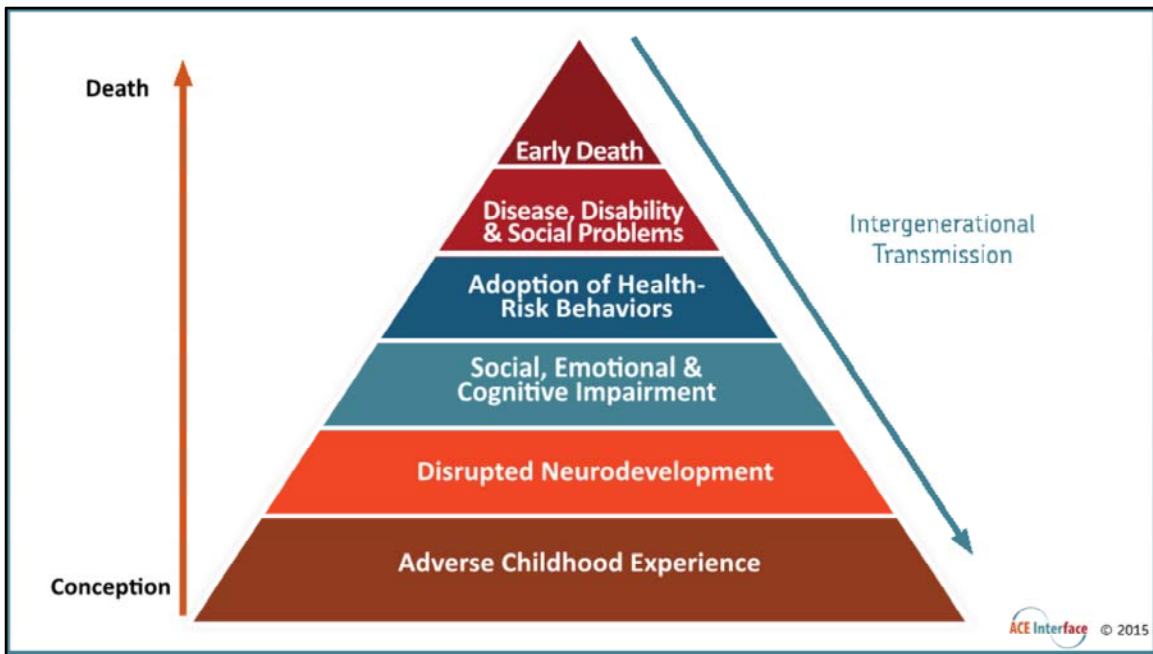 Death
Early Death
Disease, Disability
& Social Problems
Intergenerational
Transmission
Adoption of Health-
Risk Behaviors
Social, Emotional &
Cognitive Impairment
Disrupted Neurodevelopment
Adverse Childhood Experience
Conception
ACE Interface © 2015